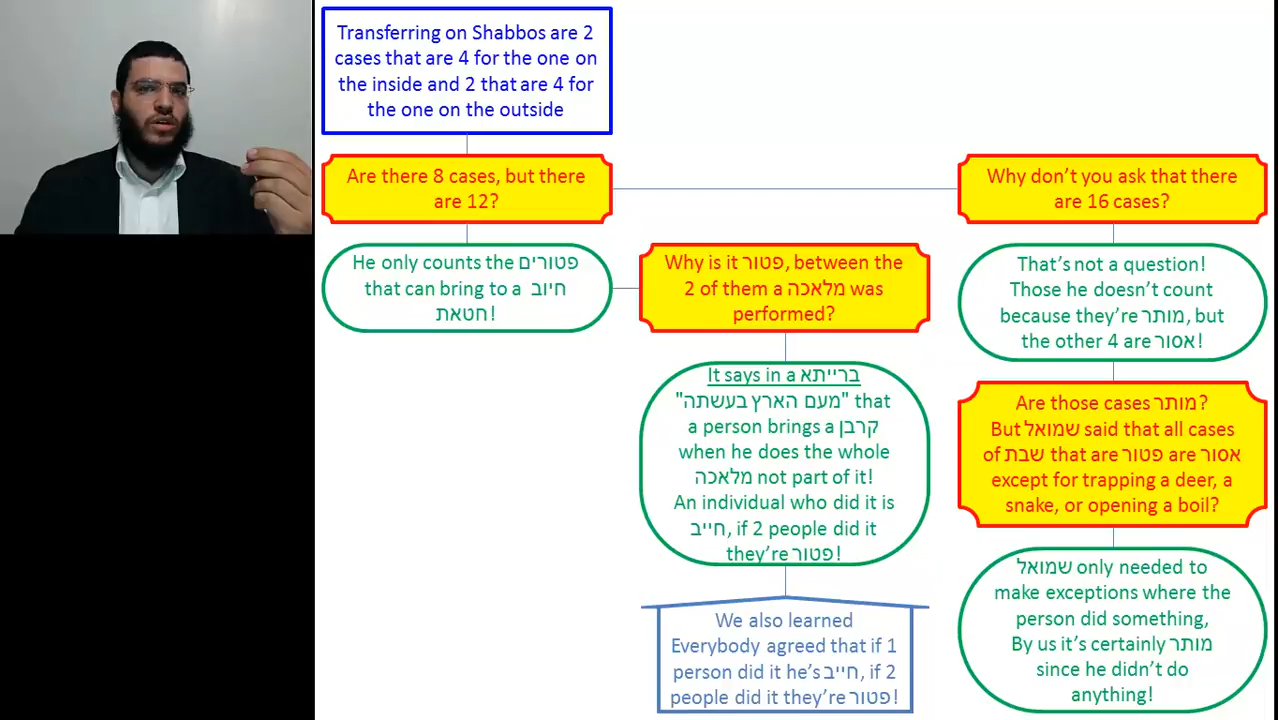 Transferring on Shabbos are 2
cases that are 4 for the one on
the inside and 2 that are 4 for
the one on the outside
Are there 8 cases, but there
are 12?
Why don't you ask that there
are 16 cases?
He only counts the פטורים
that can bring to a חיוב
חטאת!
Why is it פטור, between the
2 of them a מלאכה was
performed?
That's not a question!
Those he doesn't count
because they're מותר, but
the other 4 are אסור!
It says in a ברייתא
"מעם הארץ בעשתה" that
a person brings a קרבן
when he does the whole
מלאכה not part of it!
An individual who did it is
חייב, if 2 people did it
they're פטור!
Are those cases מותר?
But שמואל said that all cases
of שבת that are פטור are אסור
except for trapping a deer, a
snake, or opening a boil?
We also learned
Everybody agreed that if 1
person did it he's חייב, if 2
people did it they're פטור!
שמואל only needed to
make exceptions where the
person did something,
By us it's certainly מותר
since he didn't do
anything!